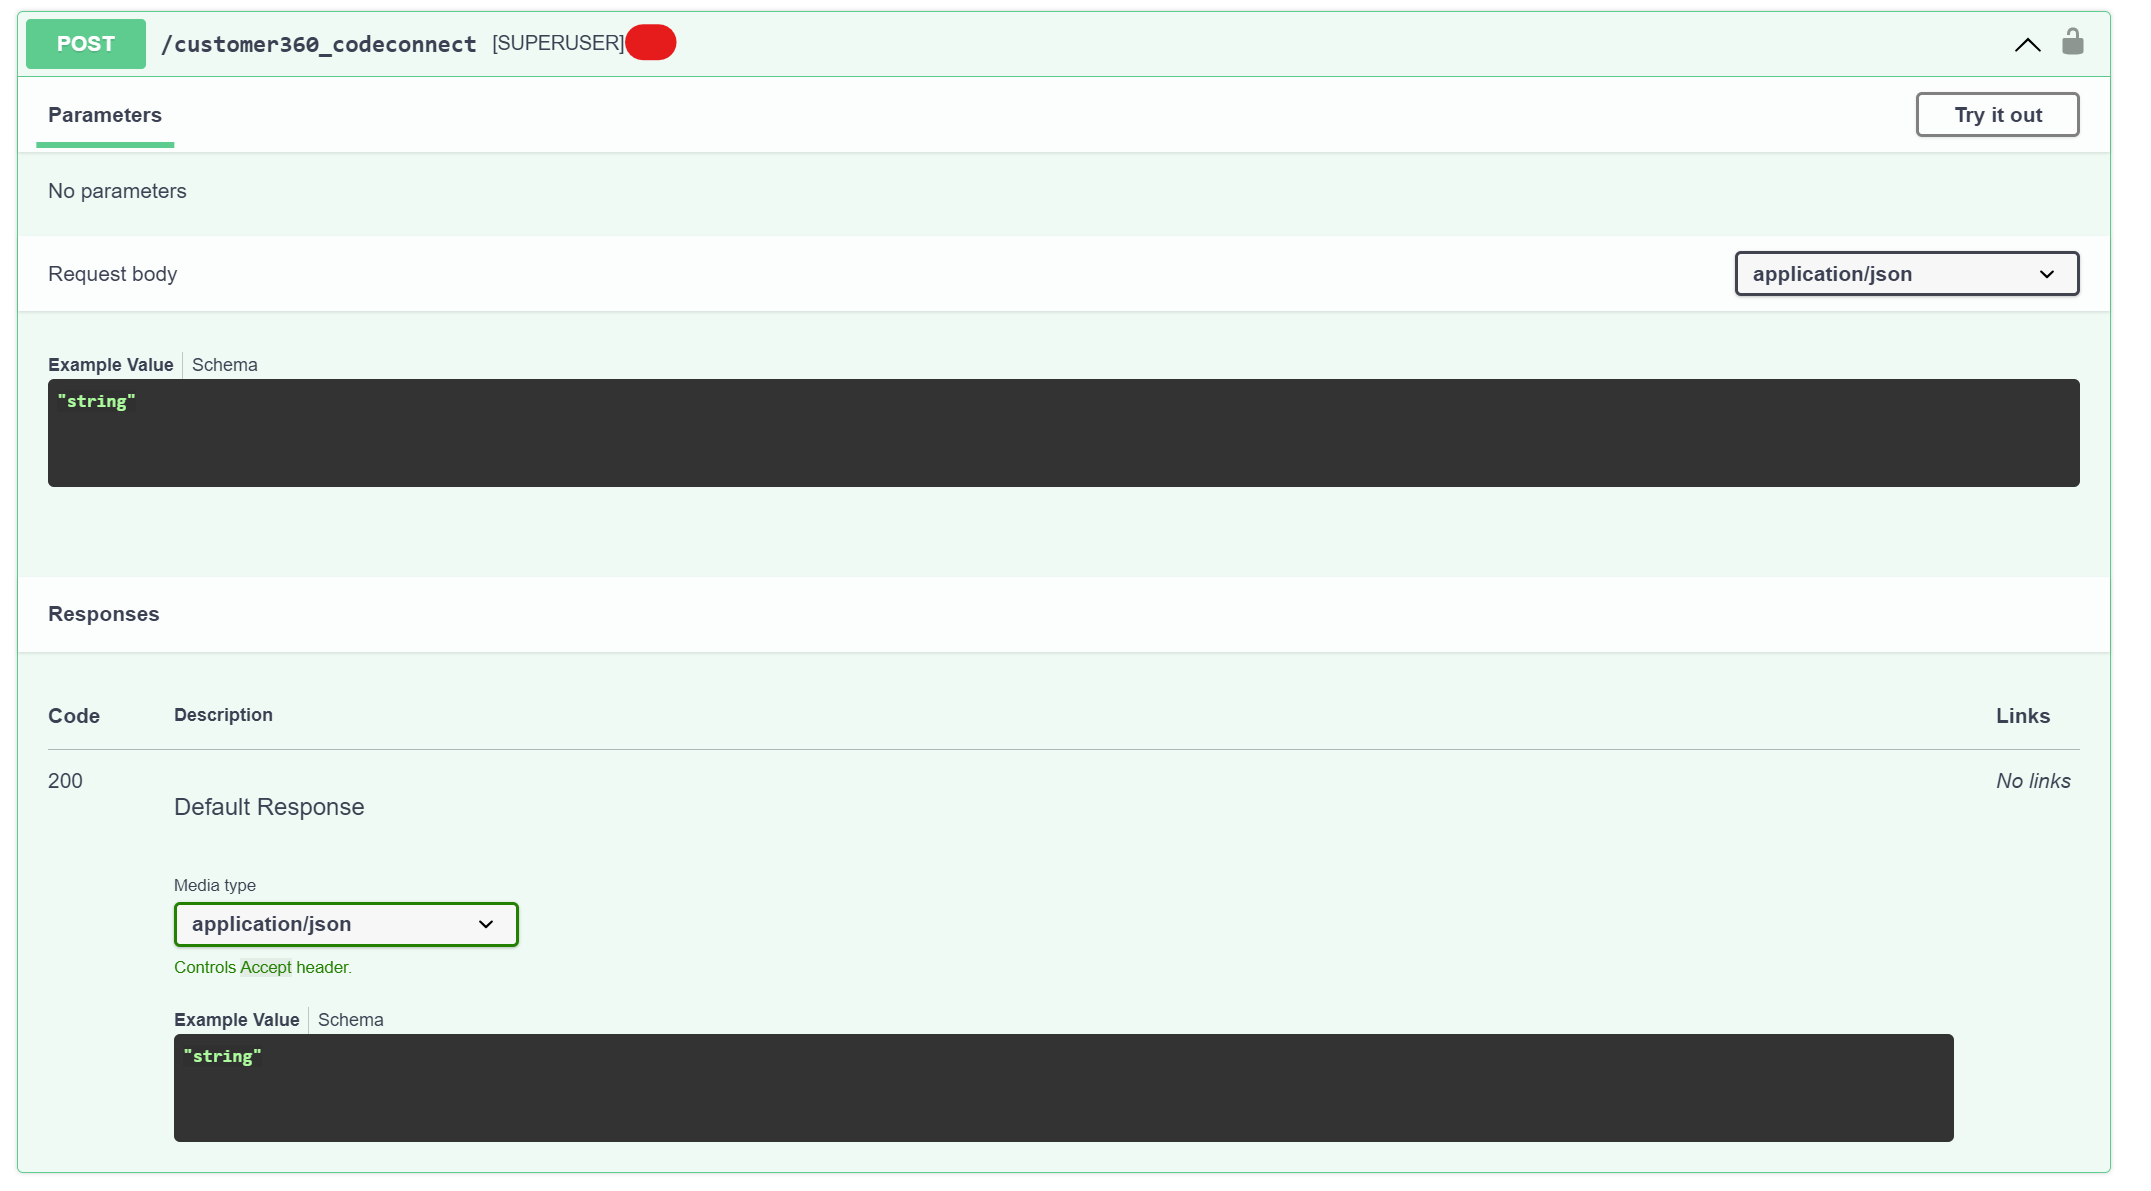 POST /customer360_codeconnect [SUPERUSER]
Parameters
Try it out
No parameters
Request body
application/json
Example Value Schema
"string"
Responses
Code Description Links
200 No links
Default Response
Media type
application/json
Controls Accept header.
Example Value Schema
"string"